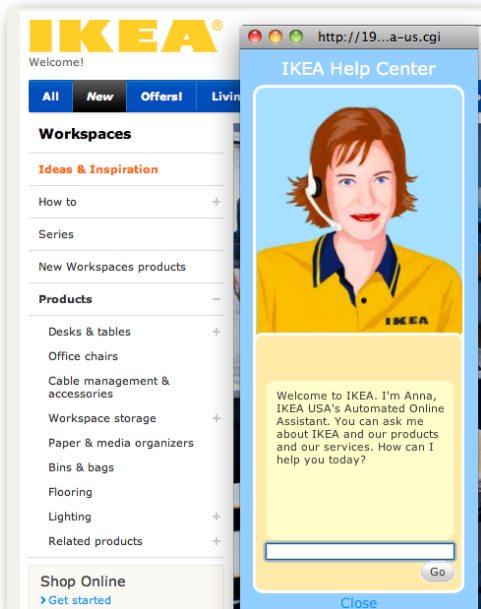 IKEA®
Welcome!
All New Offers! Livin
Workspaces
Ideas & Inspiration
How to +
Series
New Workspaces products
Products −
Desks & tables +
Office chairs
Cable management &
accessories
Workspace storage +
Paper & media organizers
Bins & bags
Flooring
Lighting +
Related products +
Shop Online
Get started
http://19...a-us.cgi
IKEA Help Center
IKEA
Welcome to IKEA. I'm Anna,
IKEA USA's Automated Online
Assistant. You can ask me
about IKEA and our products
and our services. How can I
help you today?
Go
Close